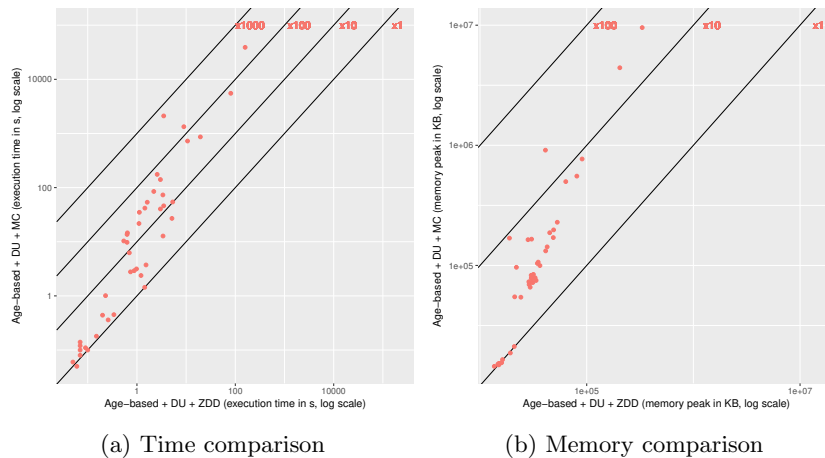 x1000 x100 x10 x1
10000
100
1
1 100 10000
Age−based + DU + ZDD (execution time in s, log scale)
Age−based + DU + MC (execution time in s, log scale)
(a) Time comparison
x100 x10 x1
1e+07
1e+06
1e+05
1e+05 1e+07
Age−based + DU + ZDD (memory peak in KB, log scale)
Age−based + DU + MC (memory peak in KB, log scale)
(b) Memory comparison